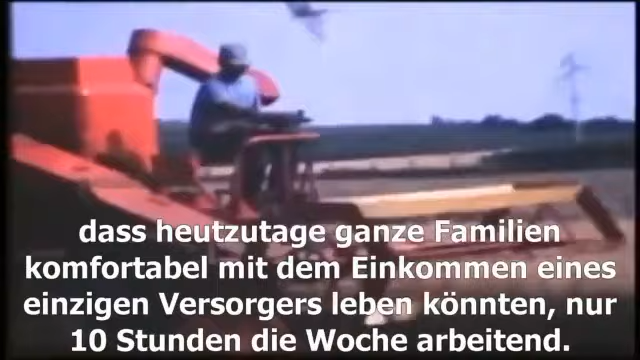 dass heutzutage ganze Familien
komfortabel mit dem Einkommen eines
einzigen Versorgers leben könnten, nur
10 Stunden die Woche arbeitend.